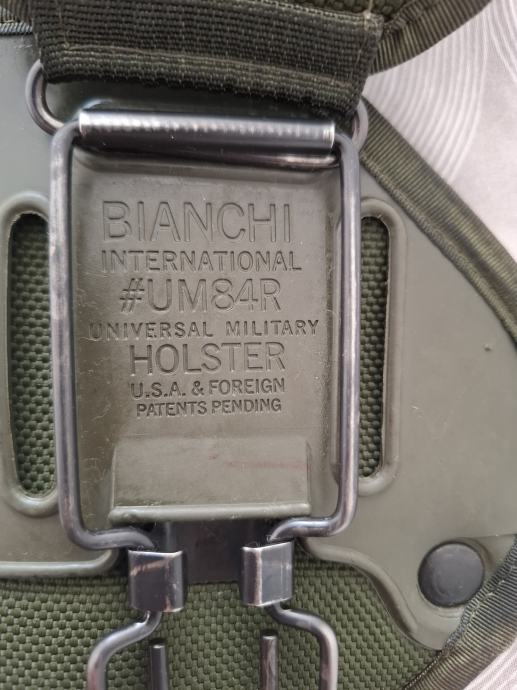 BIANCHI
INTERNATIONAL
#UM84R
UNIVERSAL MILITARY
HOLSTER
U.S.A. & FOREIGN
PATENTS PENDING